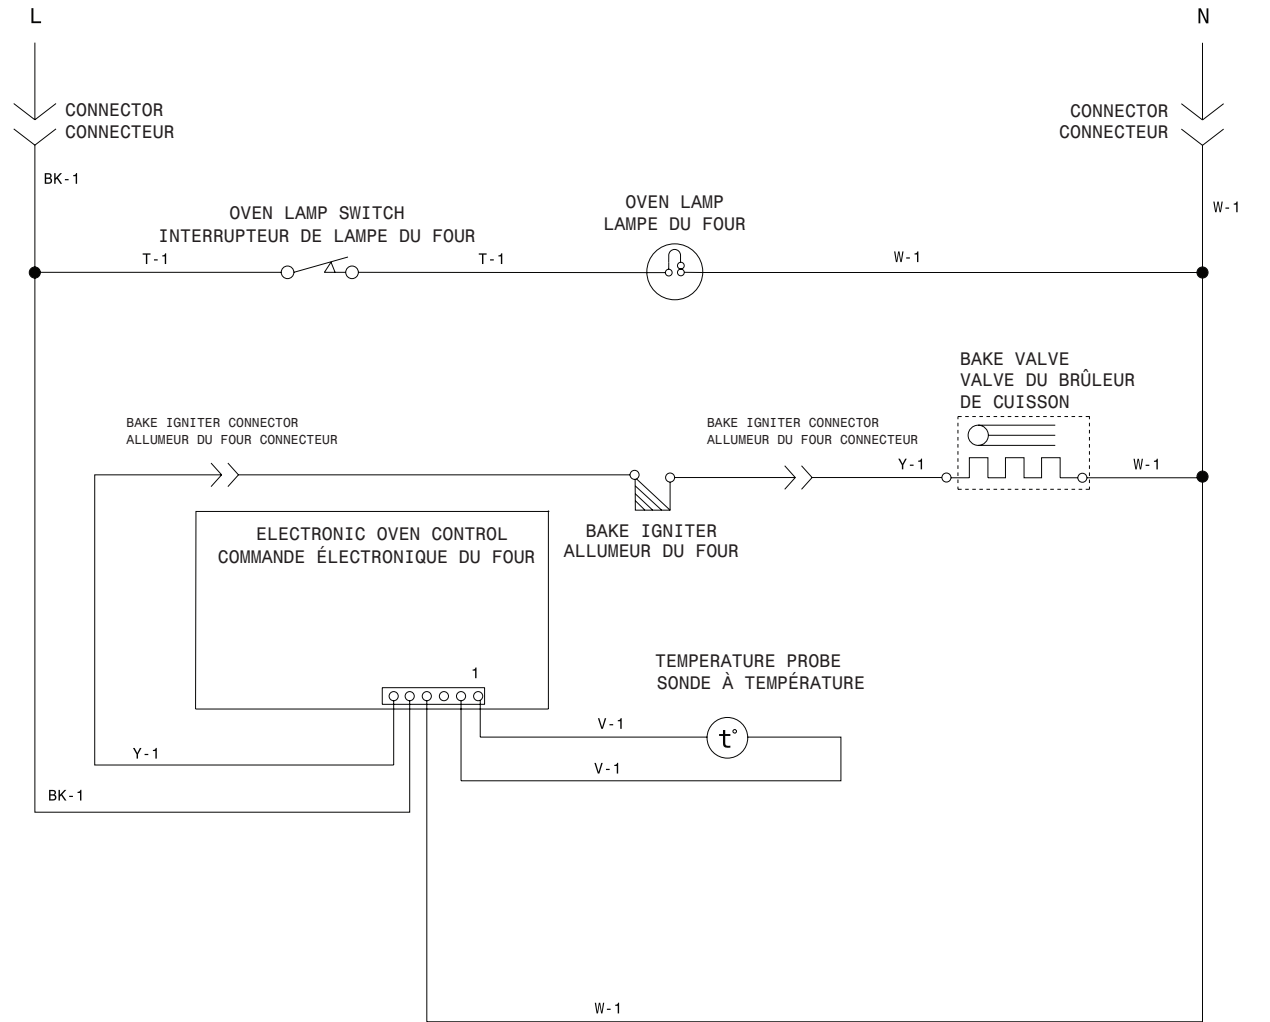 L
N
CONNECTOR
CONNECTEUR
CONNECTOR
CONNECTEUR
BK-1
W-1
OVEN LAMP SWITCH
INTERRUPTEUR DE LAMPE DU FOUR
OVEN LAMP
LAMPE DU FOUR
T-1
T-1
W-1
BAKE VALVE
VALVE DU BRÛLEUR
DE CUISSON
BAKE IGNITER CONNECTOR
ALLUMEUR DU FOUR CONNECTEUR
BAKE IGNITER CONNECTOR
ALLUMEUR DU FOUR CONNECTEUR
Y-1
W-1
BAKE IGNITER
ALLUMEUR DU FOUR
ELECTRONIC OVEN CONTROL
COMMANDE ÉLECTRONIQUE DU FOUR
1
TEMPERATURE PROBE
SONDE À TEMPÉRATURE
V-1
t°
V-1
Y-1
BK-1
W-1